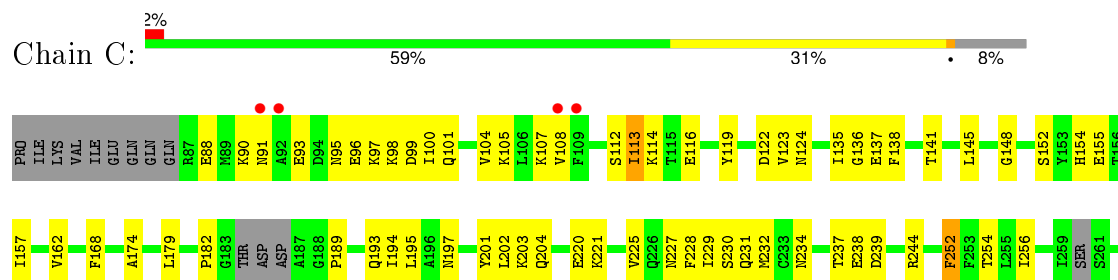 2%
Chain C:
59% 31% • 8%
PRO ILE LYS VAL ILE GLU GLN GLN GLN R87 E88 M89 K90 N91 A92 E93 D94 N95 E96 K97 K98 D99 I100 Q101 V104 K105 L106 K107 V108 F109 S112 I113 K114 T115 E116 Y119 D122 V123 N124 I135 G136 E137 F138 T141 L145 G148 S152 Y153 H154 E155 T156
I157 V162 F168 A174 L179 P182 G183 THR ASP ASP A187 G188 P189 Q193 I194 L195 A196 N197 Y201 L202 K203 Q204 E220 K221 V225 Q226 N227 F228 I229 S230 Q231 M232 C233 N234 T237 E238 D239 R244 F252 F253 T254 L255 I256 I259 SER S261